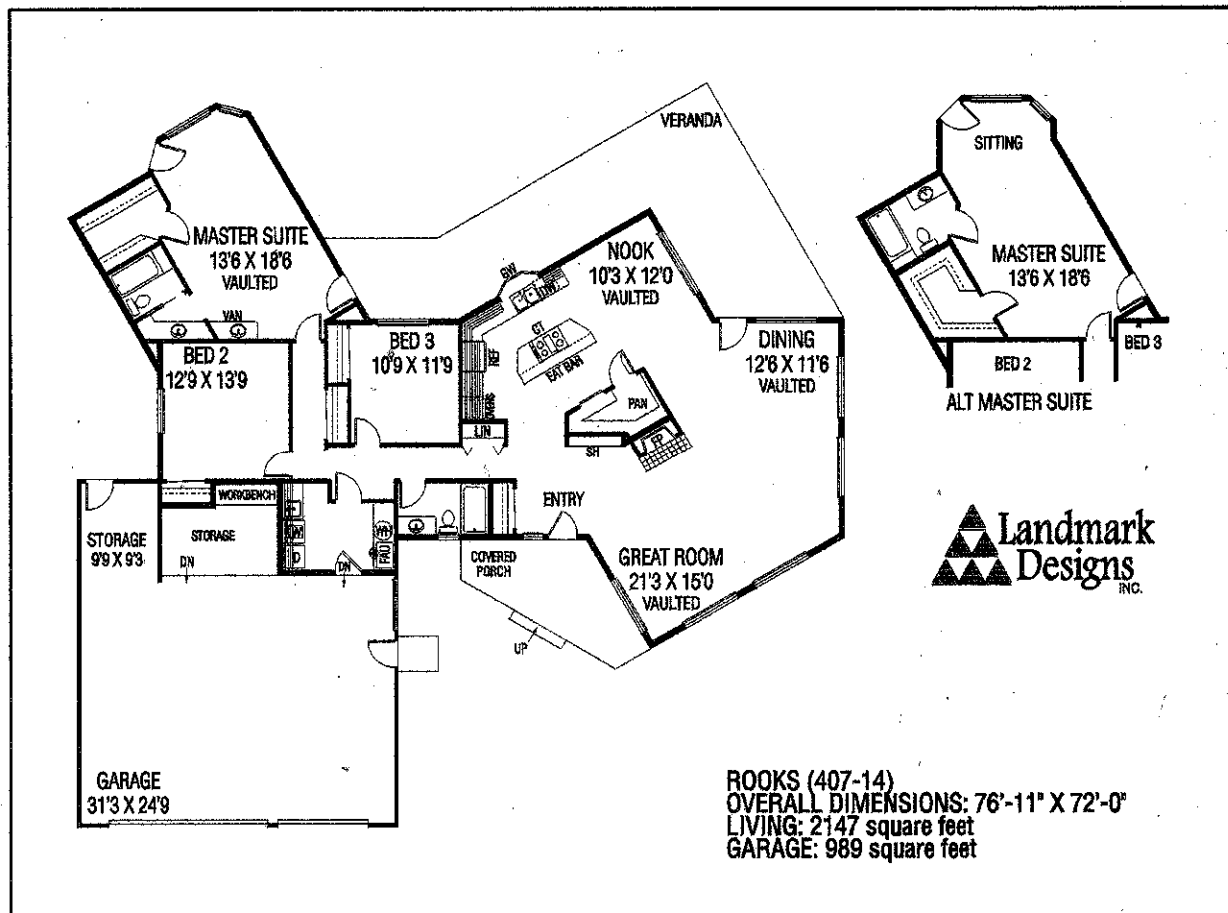 VERANDA
MASTER SUITE
13'6 X 18'6
VAULTED
VAN
BED 2
12'9 X 13'9
BED 3
10'9 X 11'9
BW
DW
NOOK
10'3 X 12'0
VAULTED
CT
EAT BAR
REF
OVENS
LIN
PAN
SH
FP
DINING
12'6 X 11'6
VAULTED
ENTRY
GREAT ROOM
21'3 X 15'0
VAULTED
COVERED
PORCH
UP
WORKBENCH
STORAGE
9'9 X 9'3
STORAGE
DN
W
D
WH
FAU
DN
GARAGE
31'3 X 24'9
SITTING
MASTER SUITE
13'6 X 18'6
BED 2
BED 3
ALT MASTER SUITE
Landmark
Designs
INC.
ROOKS (407-14)
OVERALL DIMENSIONS: 76'-11" X 72'-0"
LIVING: 2147 square feet
GARAGE: 989 square feet